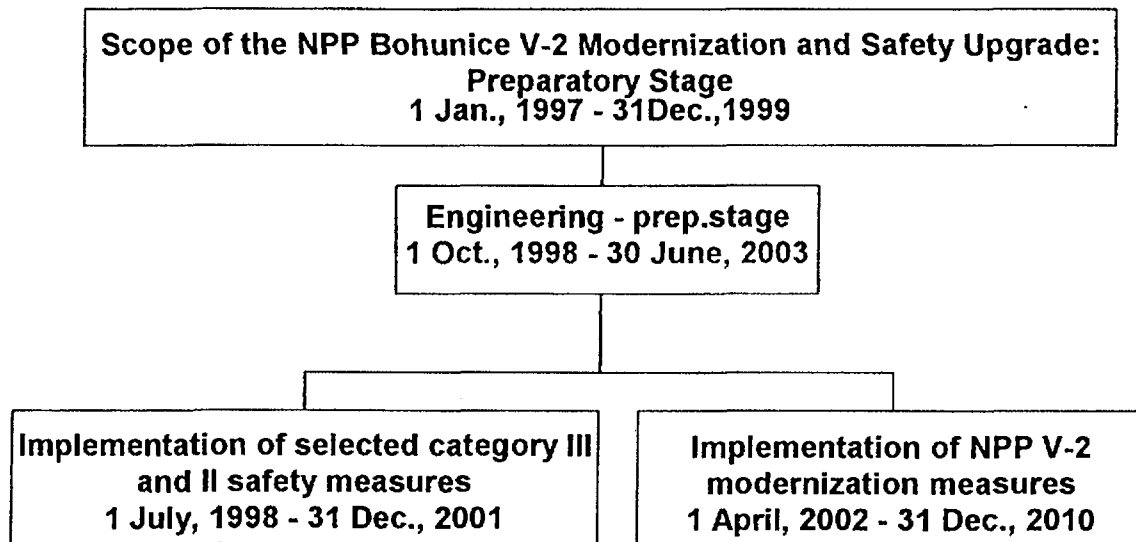 Scope of the NPP Bohunice V-2 Modernization and Safety Upgrade:
Preparatory Stage
1 Jan., 1997 - 31Dec.,1999
Engineering - prep.stage
1 Oct., 1998 - 30 June, 2003
Implementation of selected category III
and II safety measures
1 July, 1998 - 31 Dec., 2001
Implementation of NPP V-2
modernization measures
1 April, 2002 - 31 Dec., 2010